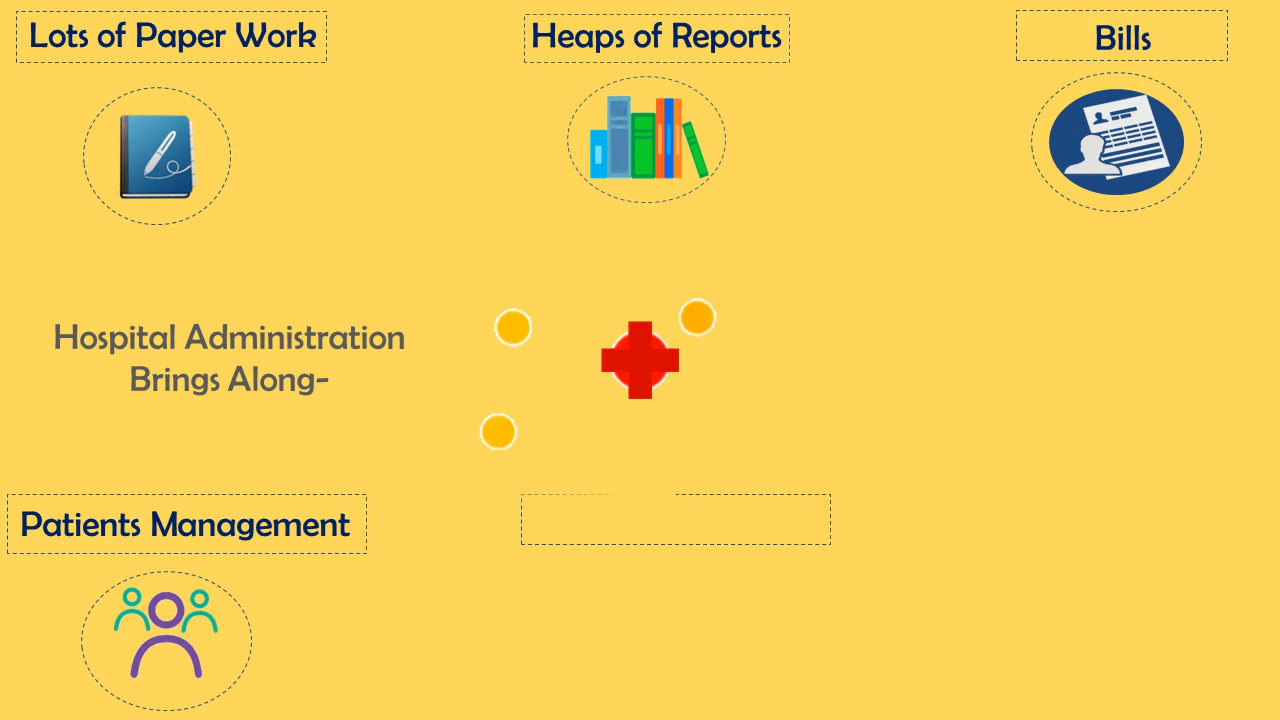 Lots of Paper Work
Heaps of Reports
Bills
Hospital Administration
Brings Along-
Patients Management